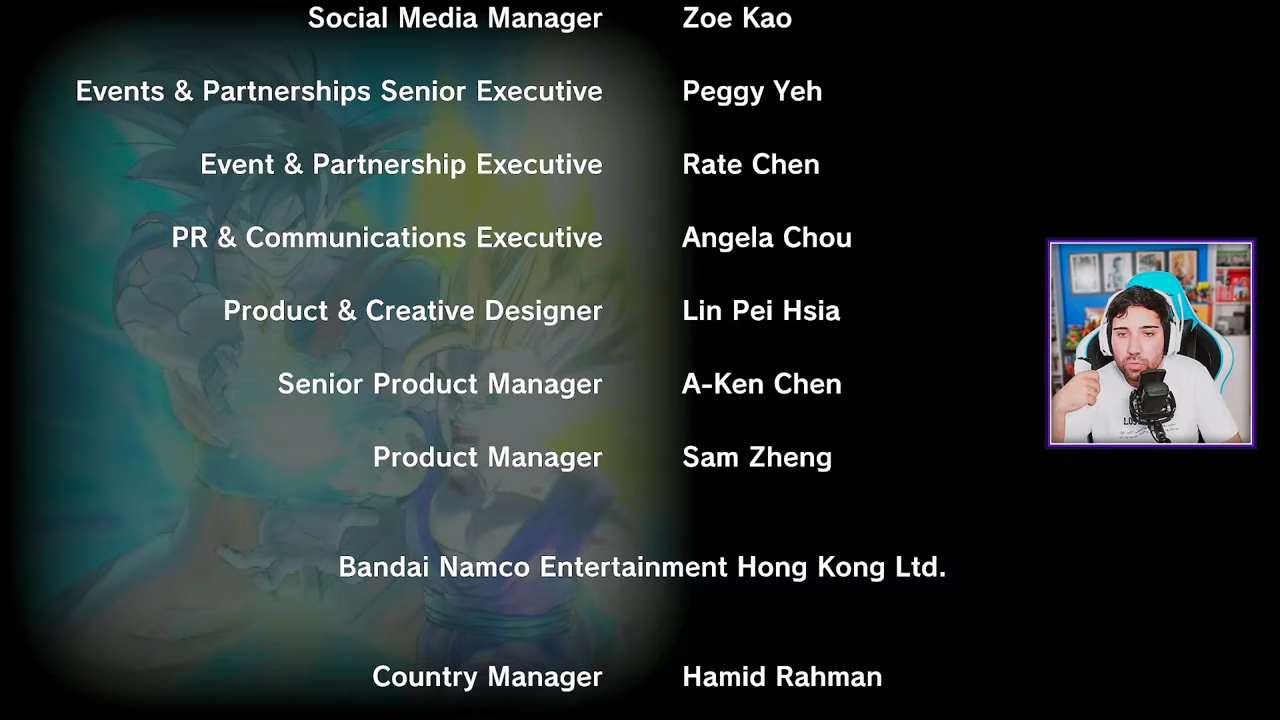 Social Media Manager Zoe Kao
Events & Partnerships Senior Executive Peggy Yeh
Event & Partnership Executive Rate Chen
PR & Communications Executive Angela Chou
Product & Creative Designer Lin Pei Hsia
Senior Product Manager A-Ken Chen
Product Manager Sam Zheng
Bandai Namco Entertainment Hong Kong Ltd.
Country Manager Hamid Rahman